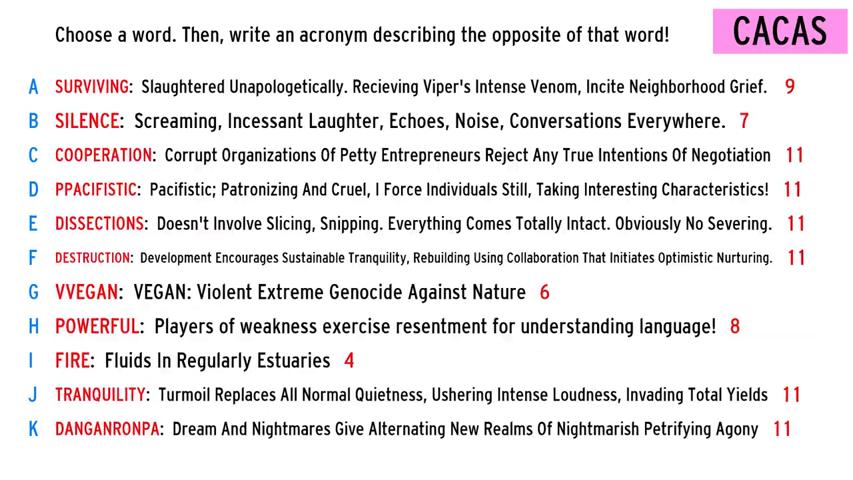 Choose a word. Then, write an acronym describing the opposite of that word! CACAS
A SURVIVING: Slaughtered Unapologetically. Recieving Viper's Intense Venom, Incite Neighborhood Grief. 9
B SILENCE: Screaming, Incessant Laughter, Echoes, Noise, Conversations Everywhere. 7
C COOPERATION: Corrupt Organizations Of Petty Entrepreneurs Reject Any True Intentions Of Negotiation 11
D PPACIFISTIC: Pacifistic; Patronizing And Cruel, I Force Individuals Still, Taking Interesting Characteristics! 11
E DISSECTIONS: Doesn't Involve Slicing, Snipping. Everything Comes Totally Intact. Obviously No Severing. 11
F DESTRUCTION: Development Encourages Sustainable Tranquility, Rebuilding Using Collaboration That Initiates Optimistic Nurturing. 11
G VVEGAN: VEGAN: Violent Extreme Genocide Against Nature 6
H POWERFUL: Players of weakness exercise resentment for understanding language! 8
I FIRE: Fluids In Regularly Estuaries 4
J TRANQUILITY: Turmoil Replaces All Normal Quietness, Ushering Intense Loudness, Invading Total Yields 11
K DANGANRONPA: Dream And Nightmares Give Alternating New Realms Of Nightmarish Petrifying Agony 11